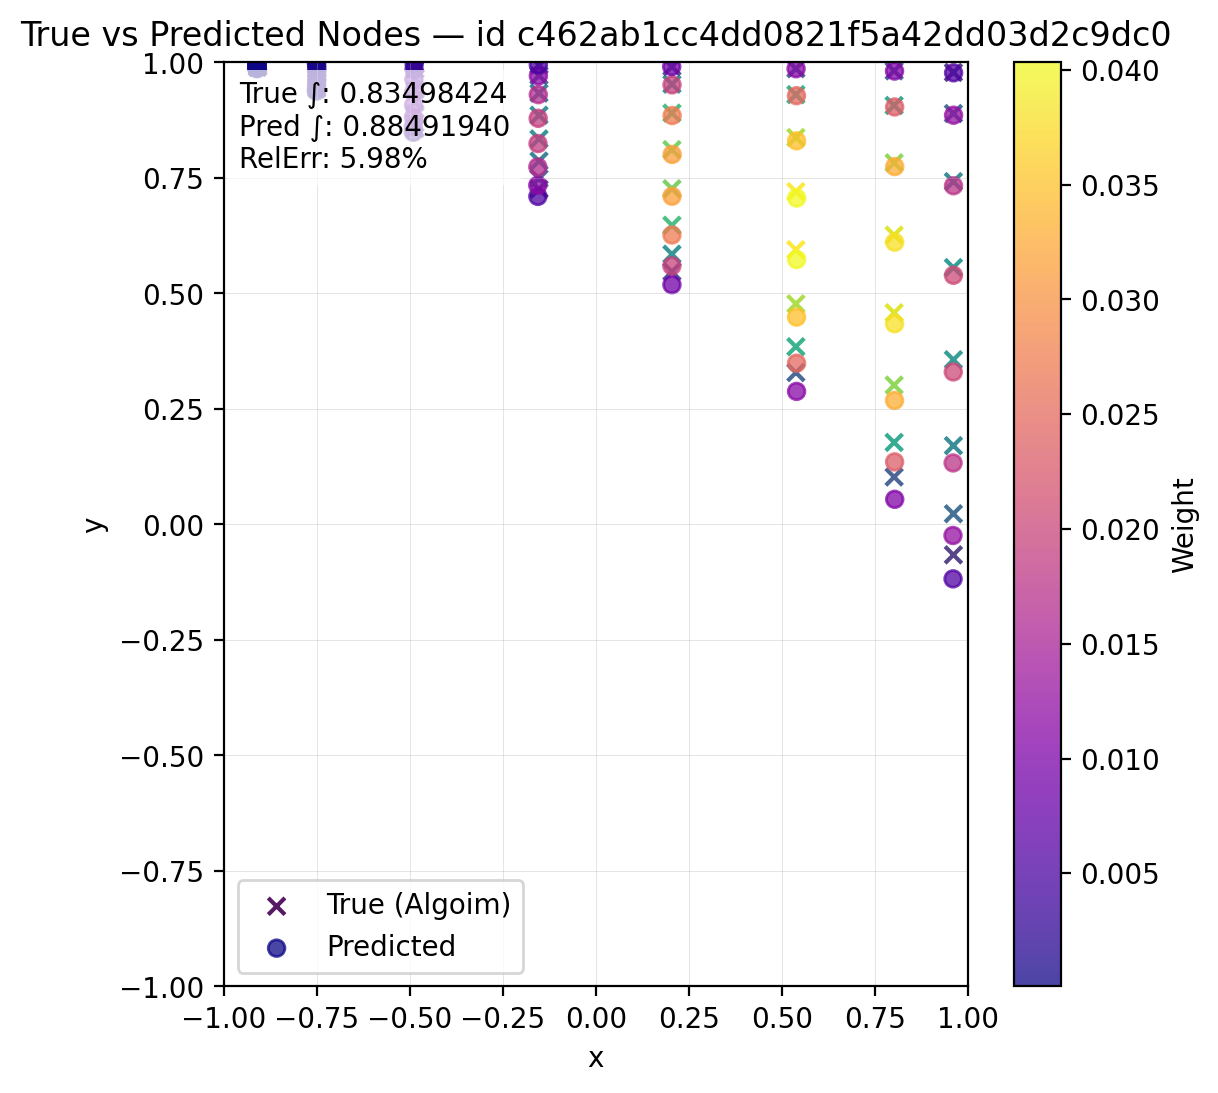 True vs Predicted Nodes — id c462ab1cc4dd0821f5a42dd03d2c9dc0
True ∫: 0.83498424
Pred ∫: 0.88491940
RelErr: 5.98%
1.00
0.75
0.50
0.25
0.00
−0.25
−0.50
−0.75
−1.00
y
True (Algoim)
Predicted
−1.00 −0.75 −0.50 −0.25 0.00 0.25 0.50 0.75 1.00
x
0.040
0.035
0.030
0.025
0.020
0.015
0.010
0.005
Weight